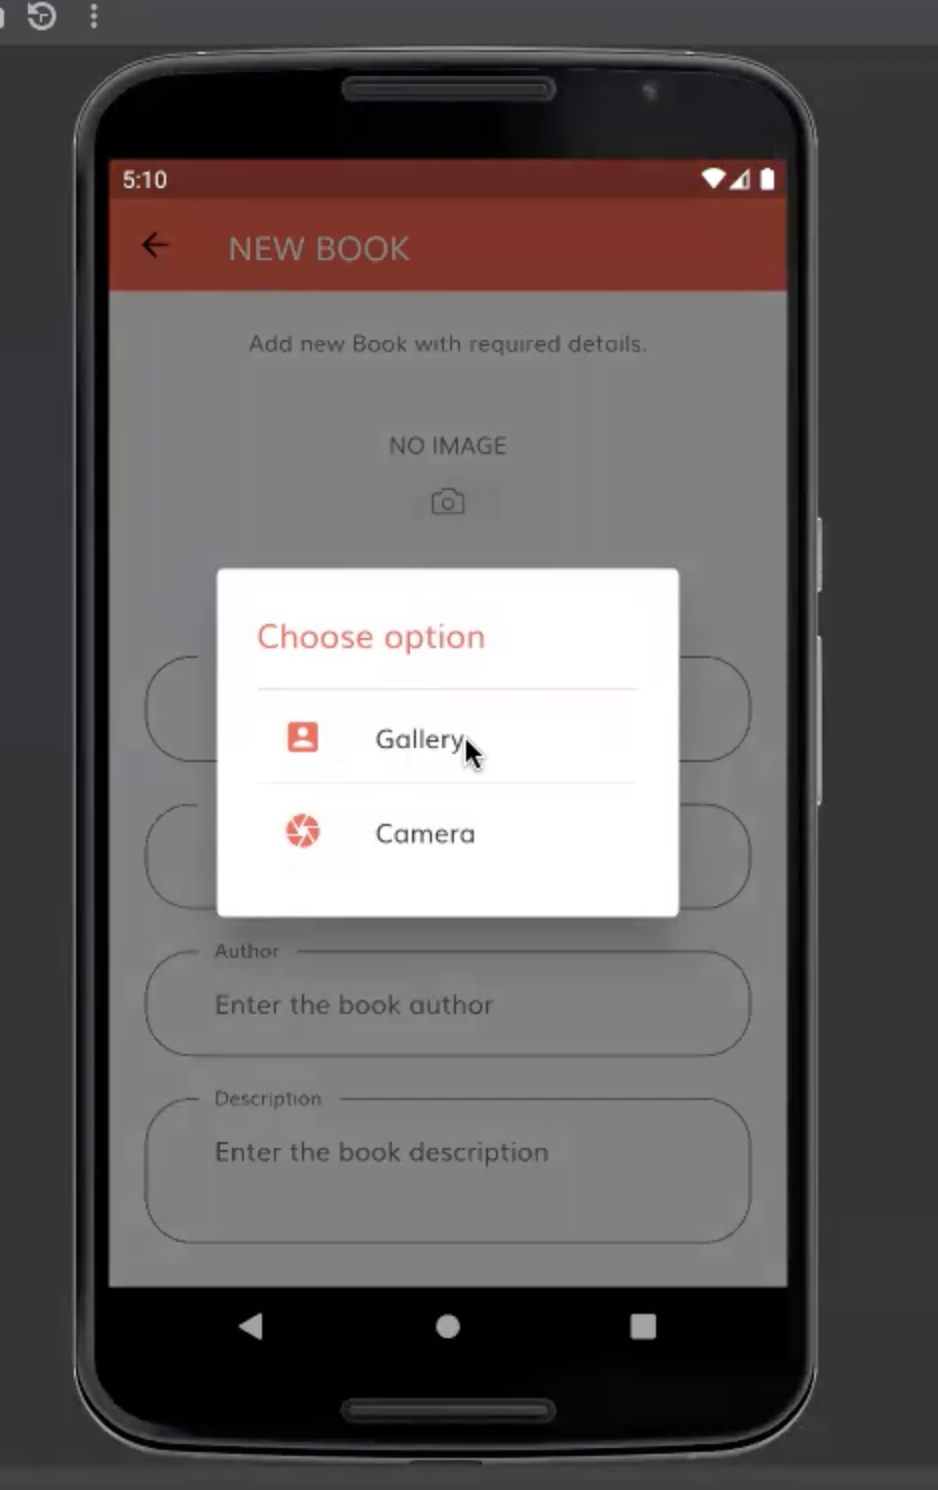 5:10
NEW BOOK
Add new Book with required details.
NO IMAGE
Choose option
Gallery
Camera
Author
Enter the book author
Description
Enter the book description